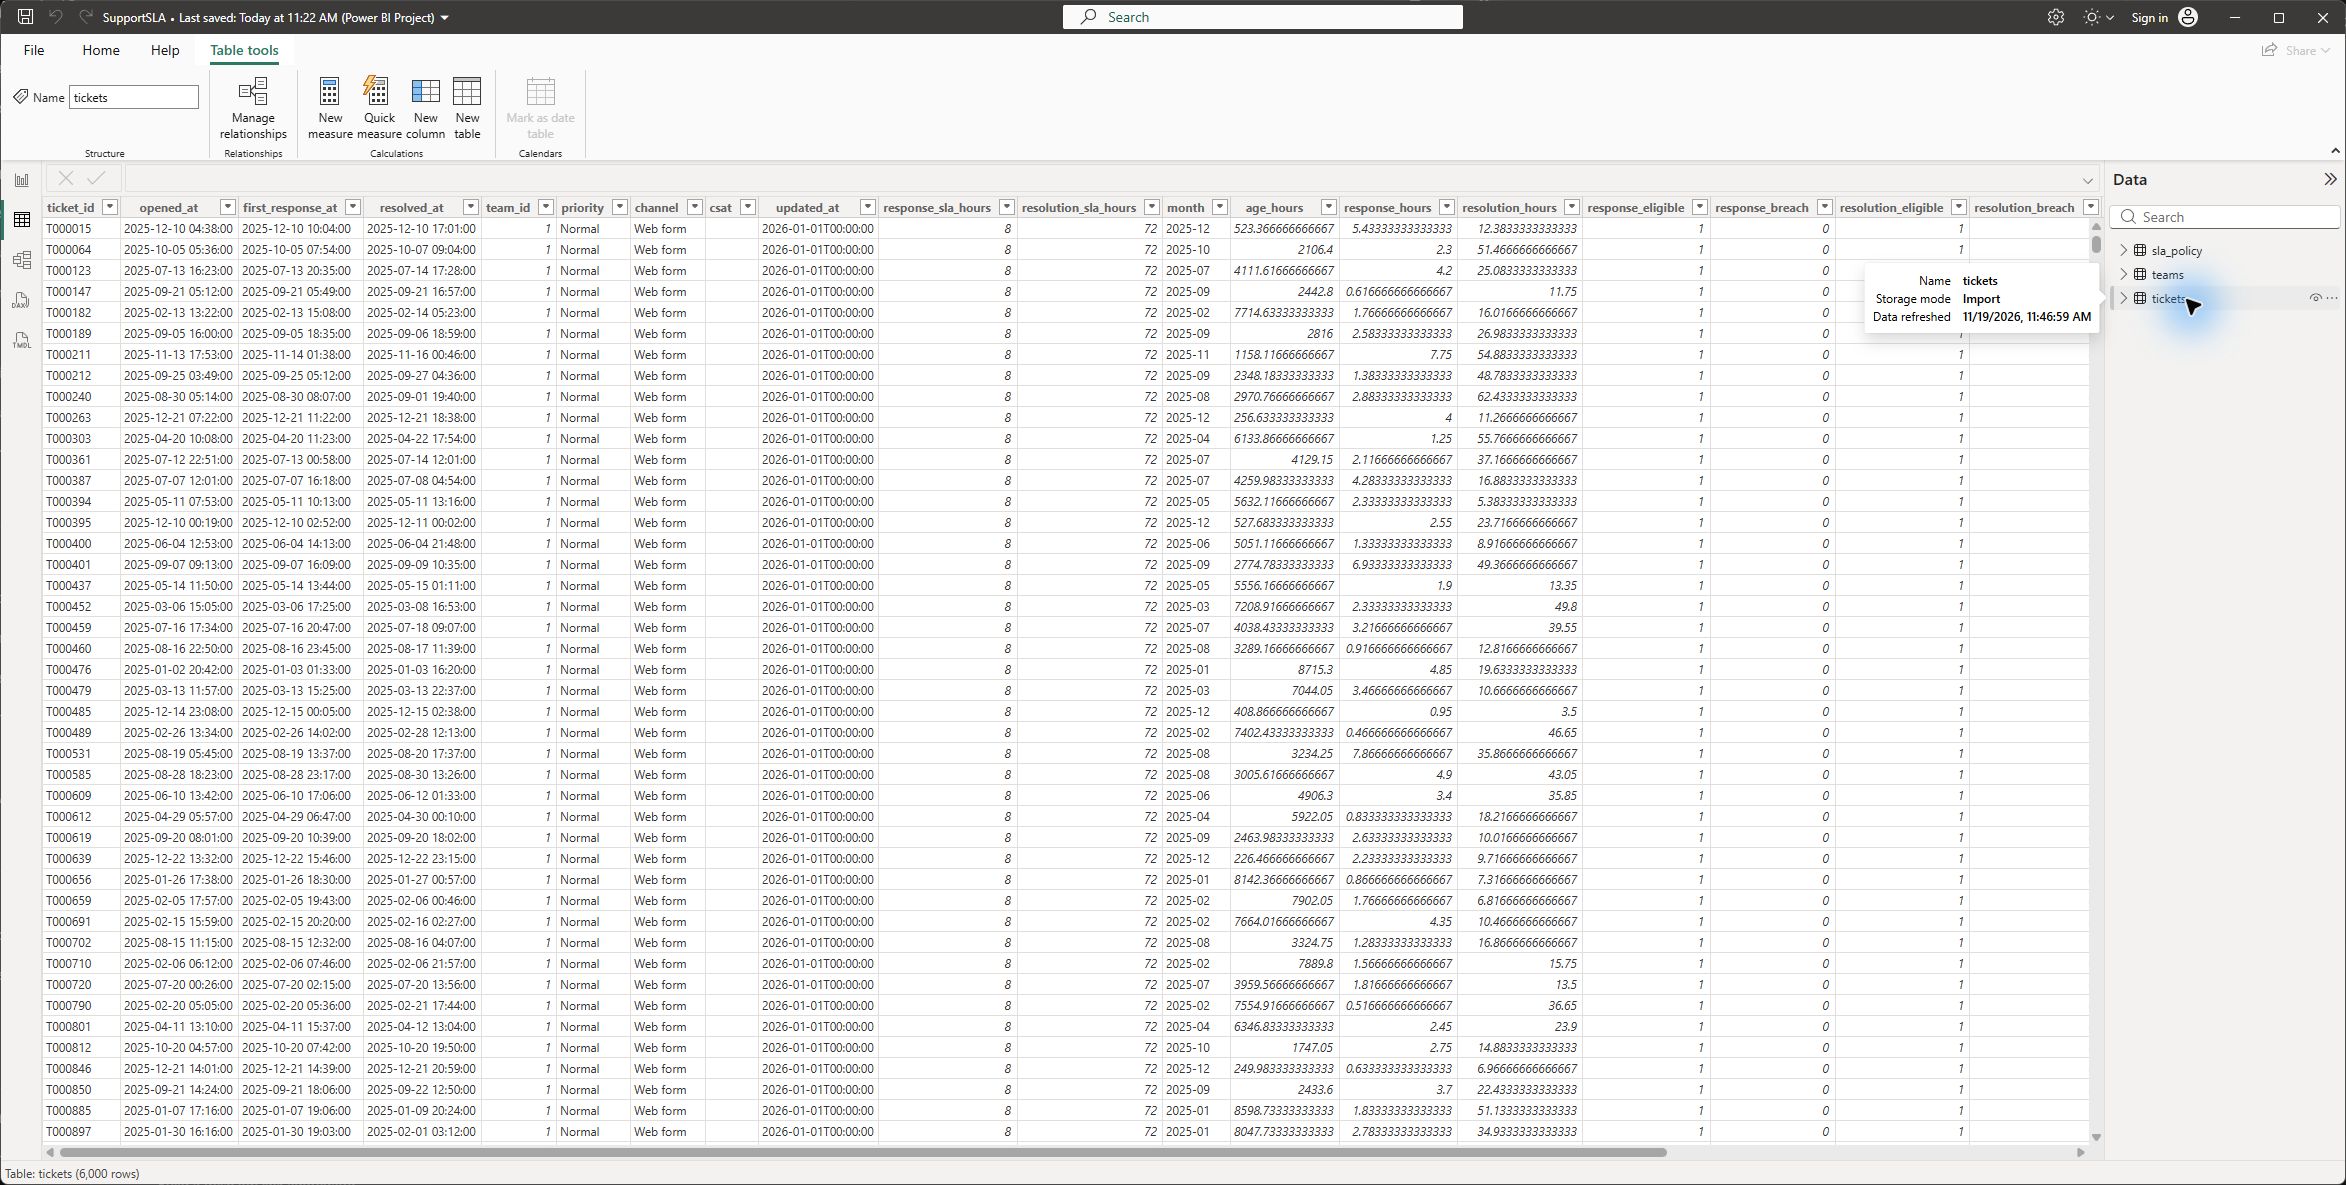 SupportSLA • Last saved: Today at 11:22 AM (Power BI Project)
Search
Sign in
File Home Help Table tools
Share
Name tickets
Manage relationships
New measure
Quick measure
New column
New table
Mark as date table
Structure Relationships Calculations Calendars
DAX
TMDL
ticket_id opened_at first_response_at resolved_at team_id priority channel csat updated_at response_sla_hours resolution_sla_hours month age_hours response_hours resolution_hours response_eligible response_breach resolution_eligible resolution_breach
T000015 2025-12-10 04:38:00 2025-12-10 10:04:00 2025-12-10 17:01:00 1 Normal Web form 2026-01-01T00:00:00 8 72 2025-12 523.366666666667 5.43333333333333 12.3833333333333 1 0 1
T000064 2025-10-05 05:36:00 2025-10-05 07:54:00 2025-10-07 09:04:00 1 Normal Web form 2026-01-01T00:00:00 8 72 2025-10 2106.4 2.3 51.4666666666667 1 0 1
T000123 2025-07-13 16:23:00 2025-07-13 20:35:00 2025-07-14 17:28:00 1 Normal Web form 2026-01-01T00:00:00 8 72 2025-07 4111.61666666667 4.2 25.0833333333333 1 0
T000147 2025-09-21 05:12:00 2025-09-21 05:49:00 2025-09-21 16:57:00 1 Normal Web form 2026-01-01T00:00:00 8 72 2025-09 2442.8 0.616666666666667 11.75 1 0
T000182 2025-02-13 13:22:00 2025-02-13 15:08:00 2025-02-14 05:23:00 1 Normal Web form 2026-01-01T00:00:00 8 72 2025-02 7714.63333333333 1.76666666666667 16.0166666666667 1 0
T000189 2025-09-05 16:00:00 2025-09-05 18:35:00 2025-09-06 18:59:00 1 Normal Web form 2026-01-01T00:00:00 8 72 2025-09 2816 2.58333333333333 26.9833333333333 1 0
T000211 2025-11-13 17:53:00 2025-11-14 01:38:00 2025-11-16 00:46:00 1 Normal Web form 2026-01-01T00:00:00 8 72 2025-11 1158.11666666667 7.75 54.8833333333333 1 0 1
T000212 2025-09-25 03:49:00 2025-09-25 05:12:00 2025-09-27 04:36:00 1 Normal Web form 2026-01-01T00:00:00 8 72 2025-09 2348.18333333333 1.38333333333333 48.7833333333333 1 0 1
T000240 2025-08-30 05:14:00 2025-08-30 08:07:00 2025-09-01 19:40:00 1 Normal Web form 2026-01-01T00:00:00 8 72 2025-08 2970.76666666667 2.88333333333333 62.4333333333333 1 0 1
T000263 2025-12-21 07:22:00 2025-12-21 11:22:00 2025-12-21 18:38:00 1 Normal Web form 2026-01-01T00:00:00 8 72 2025-12 256.633333333333 4 11.2666666666667 1 0 1
T000303 2025-04-20 10:08:00 2025-04-20 11:23:00 2025-04-22 17:54:00 1 Normal Web form 2026-01-01T00:00:00 8 72 2025-04 6133.86666666667 1.25 55.7666666666667 1 0 1
T000361 2025-07-12 22:51:00 2025-07-13 00:58:00 2025-07-14 12:01:00 1 Normal Web form 2026-01-01T00:00:00 8 72 2025-07 4129.15 2.11666666666667 37.1666666666667 1 0 1
T000387 2025-07-07 12:01:00 2025-07-07 16:18:00 2025-07-08 04:54:00 1 Normal Web form 2026-01-01T00:00:00 8 72 2025-07 4259.98333333333 4.28333333333333 16.8833333333333 1 0 1
T000394 2025-05-11 07:53:00 2025-05-11 10:13:00 2025-05-11 13:16:00 1 Normal Web form 2026-01-01T00:00:00 8 72 2025-05 5632.11666666667 2.33333333333333 5.38333333333333 1 0 1
T000395 2025-12-10 00:19:00 2025-12-10 02:52:00 2025-12-11 00:02:00 1 Normal Web form 2026-01-01T00:00:00 8 72 2025-12 527.683333333333 2.55 23.7166666666667 1 0 1
T000400 2025-06-04 12:53:00 2025-06-04 14:13:00 2025-06-04 21:48:00 1 Normal Web form 2026-01-01T00:00:00 8 72 2025-06 5051.11666666667 1.33333333333333 8.91666666666667 1 0 1
T000401 2025-09-07 09:13:00 2025-09-07 16:09:00 2025-09-09 10:35:00 1 Normal Web form 2026-01-01T00:00:00 8 72 2025-09 2774.78333333333 6.93333333333333 49.3666666666667 1 0 1
T000437 2025-05-14 11:50:00 2025-05-14 13:44:00 2025-05-15 01:11:00 1 Normal Web form 2026-01-01T00:00:00 8 72 2025-05 5556.16666666667 1.9 13.35 1 0 1
T000452 2025-03-06 15:05:00 2025-03-06 17:25:00 2025-03-08 16:53:00 1 Normal Web form 2026-01-01T00:00:00 8 72 2025-03 7208.91666666667 2.33333333333333 49.8 1 0 1
T000459 2025-07-16 17:34:00 2025-07-16 20:47:00 2025-07-18 09:07:00 1 Normal Web form 2026-01-01T00:00:00 8 72 2025-07 4038.43333333333 3.21666666666667 39.55 1 0 1
T000460 2025-08-16 22:50:00 2025-08-16 23:45:00 2025-08-17 11:39:00 1 Normal Web form 2026-01-01T00:00:00 8 72 2025-08 3289.16666666667 0.916666666666667 12.8166666666667 1 0 1
T000476 2025-01-02 20:42:00 2025-01-03 01:33:00 2025-01-03 16:20:00 1 Normal Web form 2026-01-01T00:00:00 8 72 2025-01 8715.3 4.85 19.6333333333333 1 0 1
T000479 2025-03-13 11:57:00 2025-03-13 15:25:00 2025-03-13 22:37:00 1 Normal Web form 2026-01-01T00:00:00 8 72 2025-03 7044.05 3.46666666666667 10.6666666666667 1 0 1
T000485 2025-12-14 23:08:00 2025-12-15 00:05:00 2025-12-15 02:38:00 1 Normal Web form 2026-01-01T00:00:00 8 72 2025-12 408.866666666667 0.95 3.5 1 0 1
T000489 2025-02-26 13:34:00 2025-02-26 14:02:00 2025-02-28 12:13:00 1 Normal Web form 2026-01-01T00:00:00 8 72 2025-02 7402.43333333333 0.466666666666667 46.65 1 0 1
T000531 2025-08-19 05:45:00 2025-08-19 13:37:00 2025-08-20 17:37:00 1 Normal Web form 2026-01-01T00:00:00 8 72 2025-08 3234.25 7.86666666666667 35.8666666666667 1 0 1
T000585 2025-08-28 18:23:00 2025-08-28 23:17:00 2025-08-30 13:26:00 1 Normal Web form 2026-01-01T00:00:00 8 72 2025-08 3005.61666666667 4.9 43.05 1 0 1
T000609 2025-06-10 13:42:00 2025-06-10 17:06:00 2025-06-12 01:33:00 1 Normal Web form 2026-01-01T00:00:00 8 72 2025-06 4906.3 3.4 35.85 1 0 1
T000612 2025-04-29 05:57:00 2025-04-29 06:47:00 2025-04-30 00:10:00 1 Normal Web form 2026-01-01T00:00:00 8 72 2025-04 5922.05 0.833333333333333 18.2166666666667 1 0 1
T000619 2025-09-20 08:01:00 2025-09-20 10:39:00 2025-09-20 18:02:00 1 Normal Web form 2026-01-01T00:00:00 8 72 2025-09 2463.98333333333 2.63333333333333 10.0166666666667 1 0 1
T000639 2025-12-22 13:32:00 2025-12-22 15:46:00 2025-12-22 23:15:00 1 Normal Web form 2026-01-01T00:00:00 8 72 2025-12 226.466666666667 2.23333333333333 9.71666666666667 1 0 1
T000656 2025-01-26 17:38:00 2025-01-26 18:30:00 2025-01-27 00:57:00 1 Normal Web form 2026-01-01T00:00:00 8 72 2025-01 8142.36666666667 0.866666666666667 7.31666666666667 1 0 1
T000659 2025-02-05 17:57:00 2025-02-05 19:43:00 2025-02-06 00:46:00 1 Normal Web form 2026-01-01T00:00:00 8 72 2025-02 7902.05 1.76666666666667 6.81666666666667 1 0 1
T000691 2025-02-15 15:59:00 2025-02-15 20:20:00 2025-02-16 02:27:00 1 Normal Web form 2026-01-01T00:00:00 8 72 2025-02 7664.01666666667 4.35 10.4666666666667 1 0 1
T000702 2025-08-15 11:15:00 2025-08-15 12:32:00 2025-08-16 04:07:00 1 Normal Web form 2026-01-01T00:00:00 8 72 2025-08 3324.75 1.28333333333333 16.8666666666667 1 0 1
T000710 2025-02-06 06:12:00 2025-02-06 07:46:00 2025-02-06 21:57:00 1 Normal Web form 2026-01-01T00:00:00 8 72 2025-02 7889.8 1.56666666666667 15.75 1 0 1
T000720 2025-07-20 00:26:00 2025-07-20 02:15:00 2025-07-20 13:56:00 1 Normal Web form 2026-01-01T00:00:00 8 72 2025-07 3959.56666666667 1.81666666666667 13.5 1 0 1
T000790 2025-02-20 05:05:00 2025-02-20 05:36:00 2025-02-21 17:44:00 1 Normal Web form 2026-01-01T00:00:00 8 72 2025-02 7554.91666666667 0.516666666666667 36.65 1 0 1
T000801 2025-04-11 13:10:00 2025-04-11 15:37:00 2025-04-12 13:04:00 1 Normal Web form 2026-01-01T00:00:00 8 72 2025-04 6346.83333333333 2.45 23.9 1 0 1
T000812 2025-10-20 04:57:00 2025-10-20 07:42:00 2025-10-20 19:50:00 1 Normal Web form 2026-01-01T00:00:00 8 72 2025-10 1747.05 2.75 14.8833333333333 1 0 1
T000846 2025-12-21 14:01:00 2025-12-21 14:39:00 2025-12-21 20:59:00 1 Normal Web form 2026-01-01T00:00:00 8 72 2025-12 249.983333333333 0.633333333333333 6.96666666666667 1 0 1
T000850 2025-09-21 14:24:00 2025-09-21 18:06:00 2025-09-22 12:50:00 1 Normal Web form 2026-01-01T00:00:00 8 72 2025-09 2433.6 3.7 22.4333333333333 1 0 1
T000885 2025-01-07 17:16:00 2025-01-07 19:06:00 2025-01-09 20:24:00 1 Normal Web form 2026-01-01T00:00:00 8 72 2025-01 8598.73333333333 1.83333333333333 51.1333333333333 1 0 1
T000897 2025-01-30 16:16:00 2025-01-30 19:03:00 2025-02-01 03:12:00 1 Normal Web form 2026-01-01T00:00:00 8 72 2025-01 8047.73333333333 2.78333333333333 34.9333333333333 1 0 1
Name tickets
Storage mode Import
Data refreshed 11/19/2026, 11:46:59 AM
Data
Search
sla_policy
teams
tickets
Table: tickets (6,000 rows)